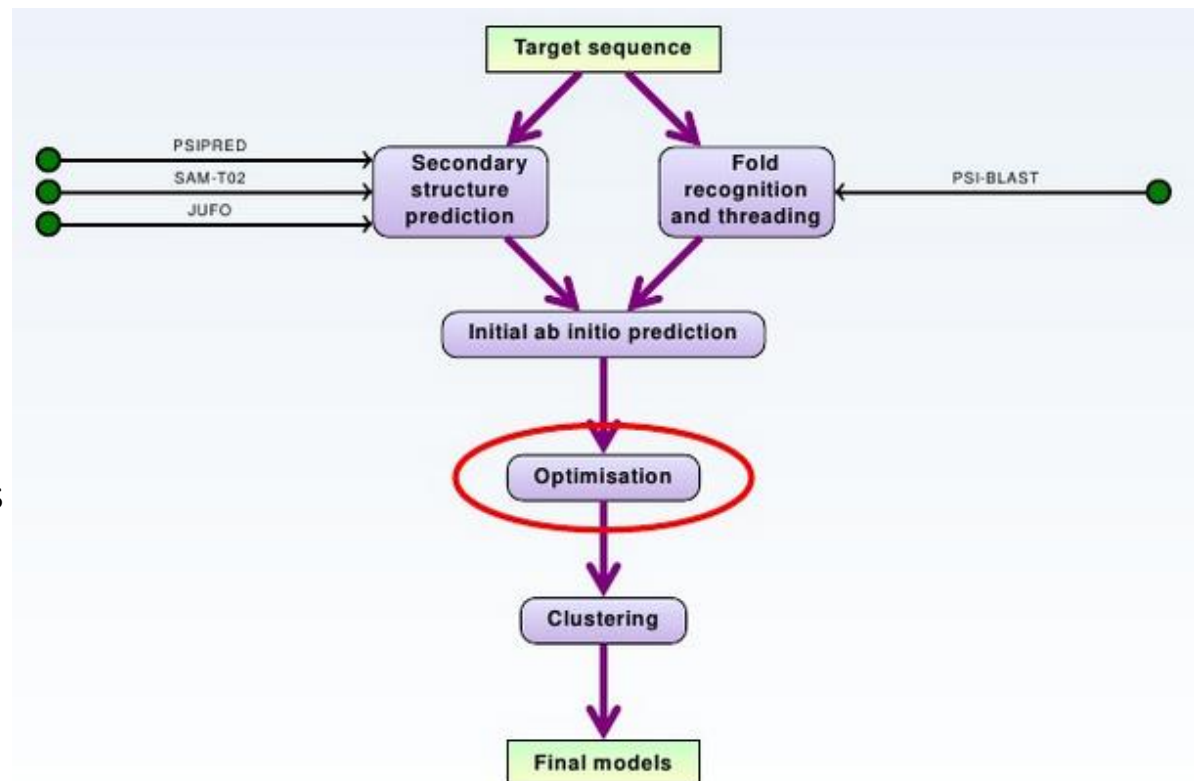 Target sequence
PSIPRED
SAM-T02
JUFO
Secondary
structure
prediction
Fold
recognition
and threading
PSI-BLAST
Initial ab initio prediction
s
Optimisation
Clustering
Final models